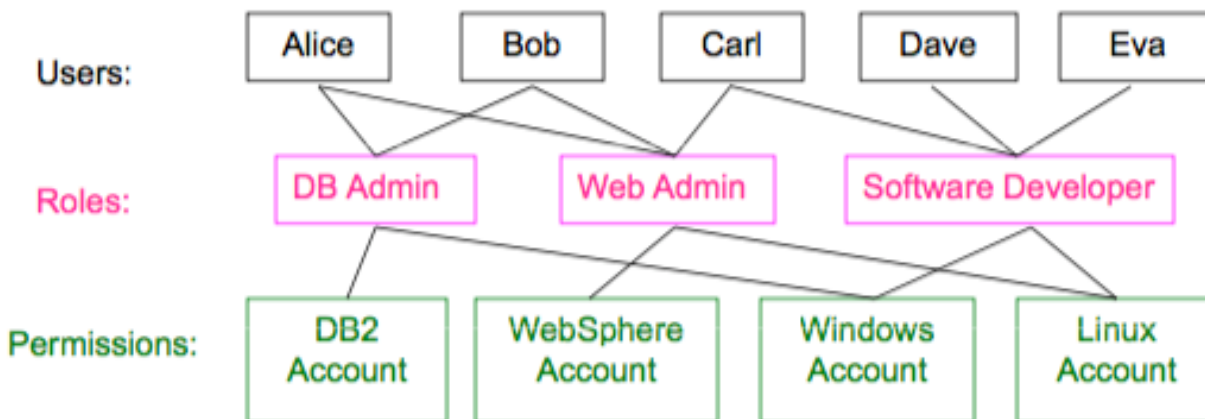 Users:
Alice
Bob
Carl
Dave
Eva
Roles:
DB Admin
Web Admin
Software Developer
Permissions:
DB2
Account
WebSphere
Account
Windows
Account
Linux
Account